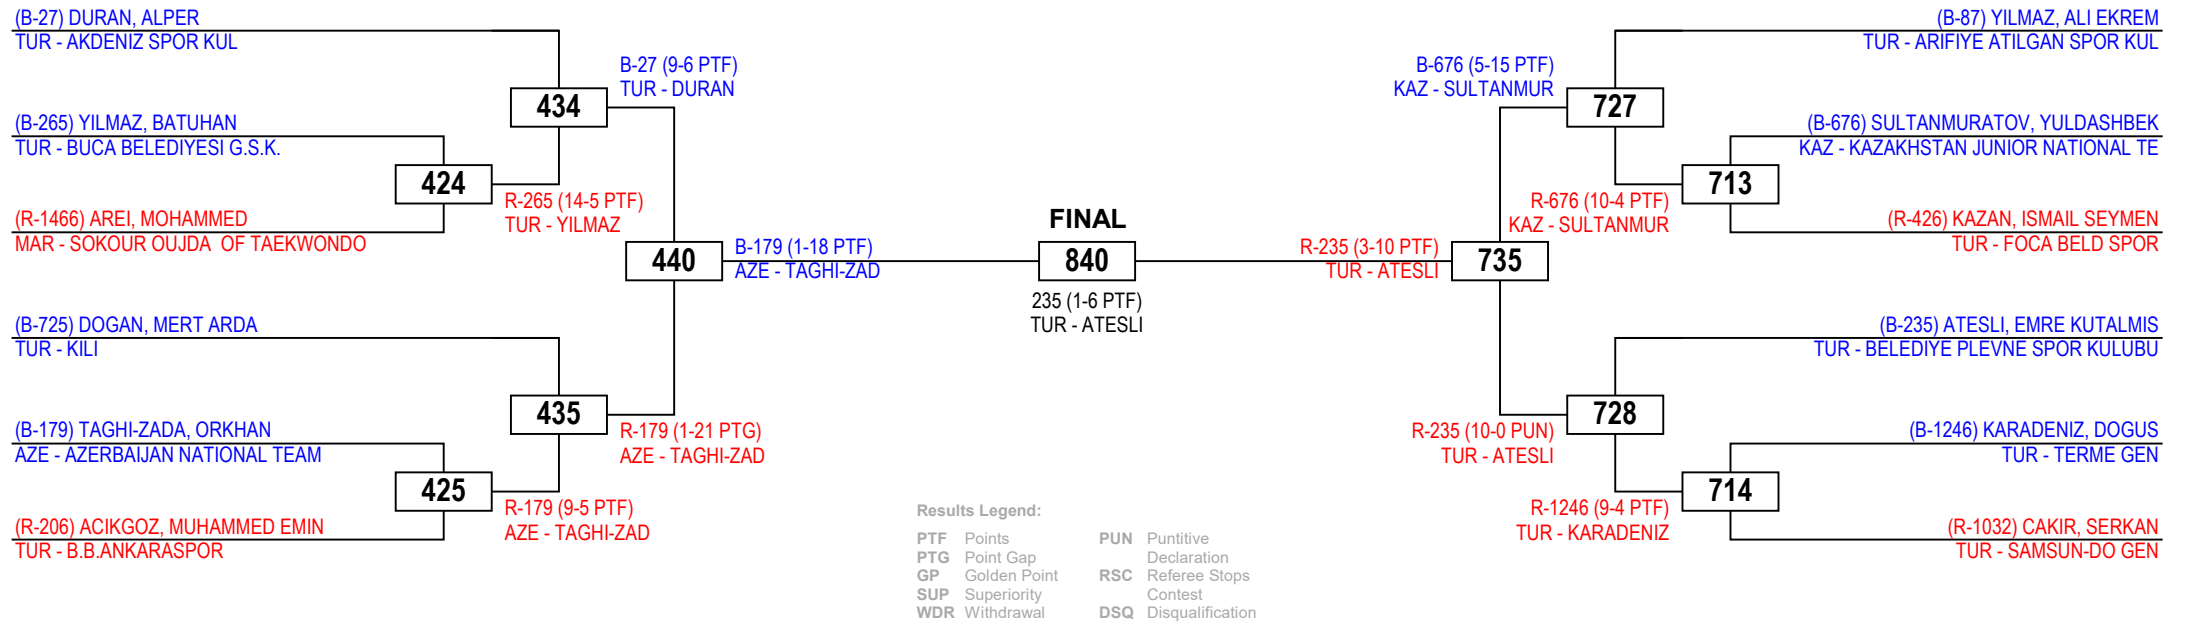 (B-27) DURAN, ALPER
TUR - AKDENIZ SPOR KUL
B-27 (9-6 PTF)
TUR - DURAN
434
(B-265) YILMAZ, BATUHAN
TUR - BUCA BELEDIYESI G.S.K.
424
R-265 (14-5 PTF)
TUR - YILMAZ
(R-1466) AREI, MOHAMMED
MAR - SOKOUR OUJDA  OF TAEKWONDO
440
B-179 (1-18 PTF)
AZE - TAGHI-ZAD
(B-725) DOGAN, MERT ARDA
TUR - KILI
435
R-179 (1-21 PTG)
AZE - TAGHI-ZAD
(B-179) TAGHI-ZADA, ORKHAN
AZE - AZERBAIJAN NATIONAL TEAM
425
R-179 (9-5 PTF)
AZE - TAGHI-ZAD
(R-206) ACIKGOZ, MUHAMMED EMIN
TUR - B.B.ANKARASPOR
FINAL
840
235 (1-6 PTF)
TUR - ATESLI
(B-87) YILMAZ, ALI EKREM
TUR - ARIFIYE ATILGAN SPOR KUL
B-676 (5-15 PTF)
KAZ - SULTANMUR
727
(B-676) SULTANMURATOV, YULDASHBEK
KAZ - KAZAKHSTAN JUNIOR NATIONAL TE
713
R-676 (10-4 PTF)
KAZ - SULTANMUR
(R-426) KAZAN, ISMAIL SEYMEN
TUR - FOCA BELD SPOR
R-235 (3-10 PTF)
TUR - ATESLI
735
(B-235) ATESLI, EMRE KUTALMIS
TUR - BELEDIYE PLEVNE SPOR KULUBU
728
R-235 (10-0 PUN)
TUR - ATESLI
(B-1246) KARADENIZ, DOGUS
TUR - TERME GEN
714
R-1246 (9-4 PTF)
TUR - KARADENIZ
(R-1032) CAKIR, SERKAN
TUR - SAMSUN-DO GEN
Results Legend:
PTF Points
PTG Point Gap
GP Golden Point
SUP Superiority
WDR Withdrawal
PUN Puntitive
Declaration
RSC Referee Stops
Contest
DSQ Disqualification